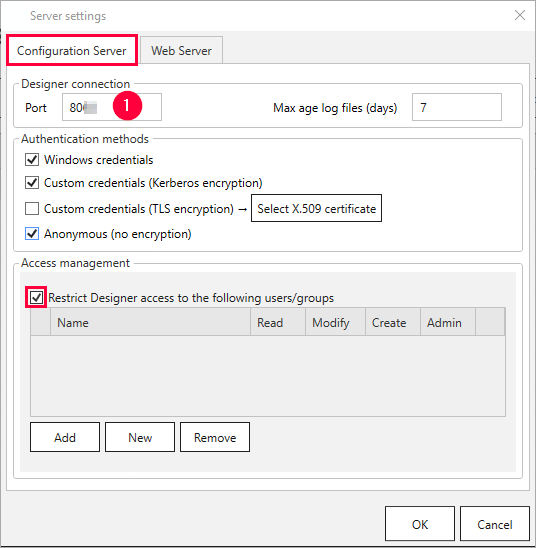 Server settings
Configuration Server Web Server
Designer connection
Port 1 Max age log files (days) 7
Authentication methods
Windows credentials
Custom credentials (Kerberos encryption)
Custom credentials (TLS encryption) → Select X.509 certificate
Anonymous (no encryption)
Access management
Restrict Designer access to the following users/groups
Name Read Modify Create Admin
Add New Remove
OK Cancel